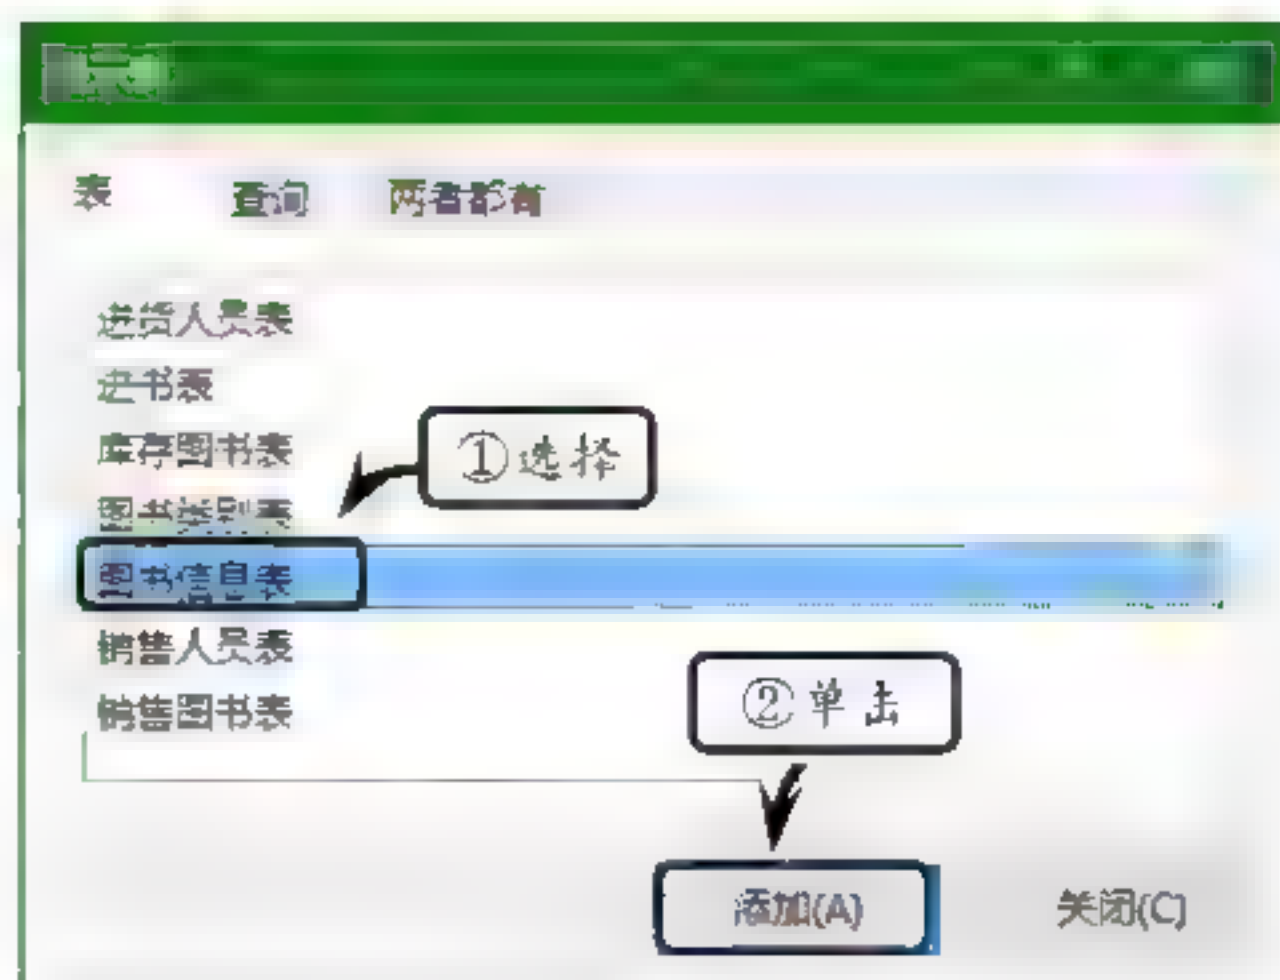 表 查询 两者都有
进货人员表
进书表
库存图书表
①选择
图书类别表
图书信息表
销售人员表
②单击
销售图书表
添加(A) 关闭(C)